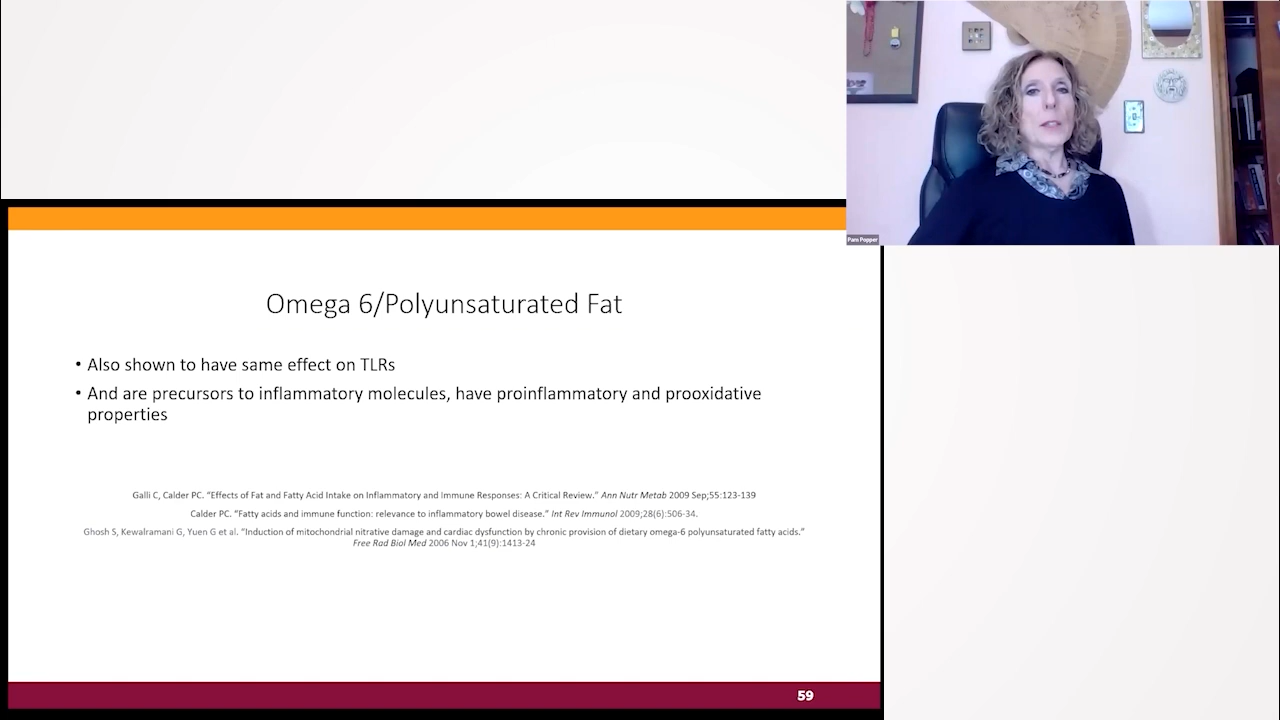 Pam Popper
Omega 6/Polyunsaturated Fat
• Also shown to have same effect on TLRs
• And are precursors to inflammatory molecules, have proinflammatory and prooxidative
properties
Galli C, Calder PC. “Effects of Fat and Fatty Acid Intake on Inflammatory and Immune Responses: A Critical Review.” Ann Nutr Metab 2009 Sep;55:123-139
Calder PC. “Fatty acids and immune function: relevance to inflammatory bowel disease.” Int Rev Immunol 2009;28(6):506-34.
Ghosh S, Kewalramani G, Yuen G et al. “Induction of mitochondrial nitrative damage and cardiac dysfunction by chronic provision of dietary omega-6 polyunsaturated fatty acids.”
Free Rad Biol Med 2006 Nov 1;41(9):1413-24
59